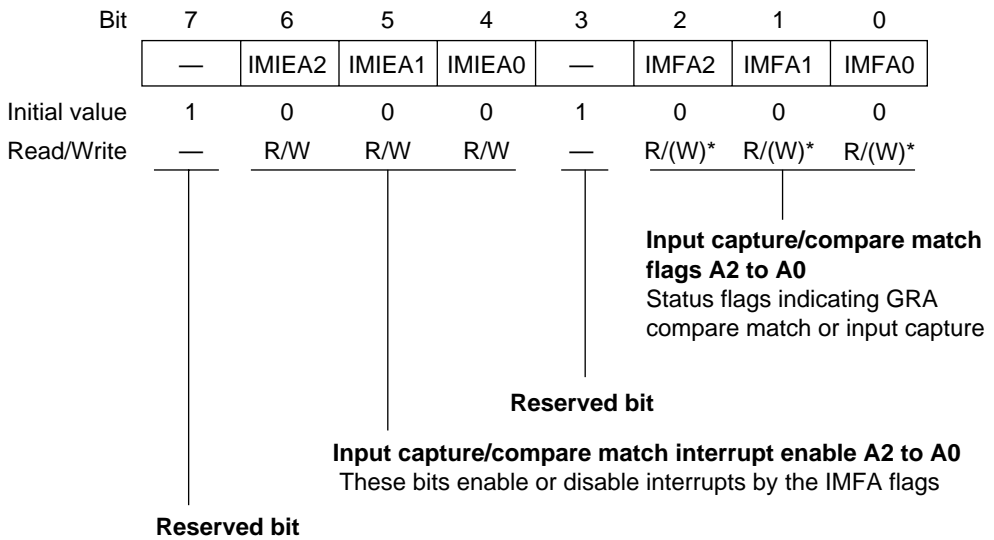 Bit 7 6 5 4 3 2 1 0
— IMIEA2 IMIEA1 IMIEA0 — IMFA2 IMFA1 IMFA0
Initial value 1 0 0 0 1 0 0 0
Read/Write — R/W R/W R/W — R/(W)* R/(W)* R/(W)*
Input capture/compare match
flags A2 to A0
Status flags indicating GRA
compare match or input capture
Reserved bit
Input capture/compare match interrupt enable A2 to A0
These bits enable or disable interrupts by the IMFA flags
Reserved bit